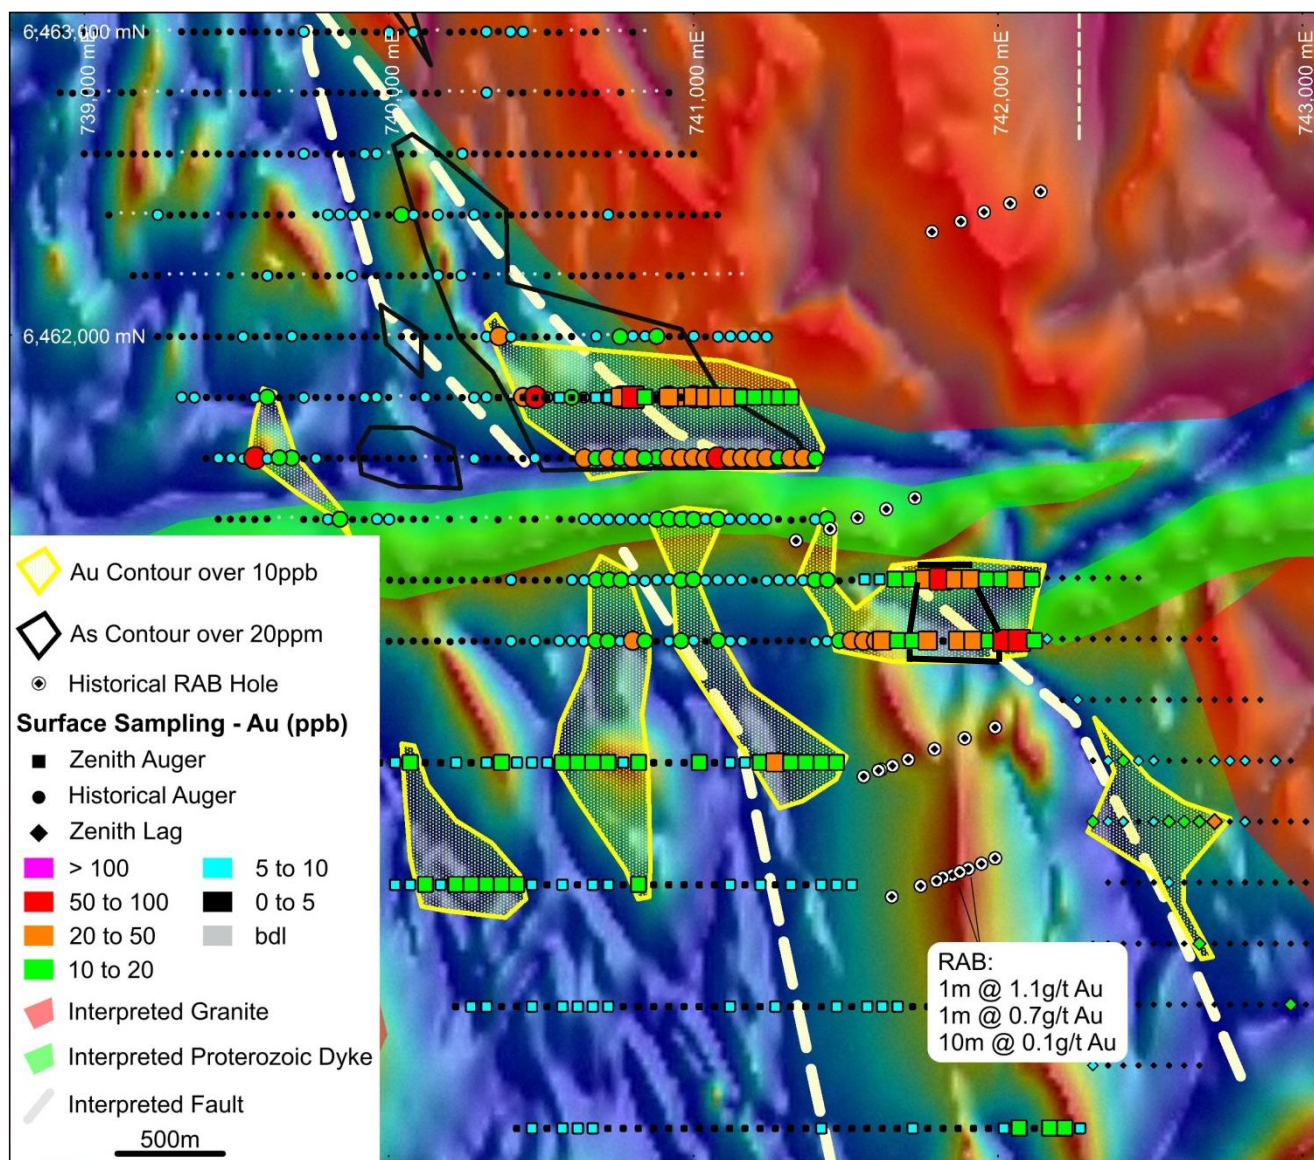 6,463,000 mN
739,000 mE
740,000 mE
741,000 mE
742,000 mE
743,000 mE
6,462,000 mN
Au Contour over 10ppb
As Contour over 20ppm
Historical RAB Hole
Surface Sampling - Au (ppb)
Zenith Auger
Historical Auger
Zenith Lag
> 100
5 to 10
50 to 100
0 to 5
20 to 50
bdl
10 to 20
Interpreted Granite
Interpreted Proterozoic Dyke
Interpreted Fault
500m
RAB:
1m @ 1.1g/t Au
1m @ 0.7g/t Au
10m @ 0.1g/t Au